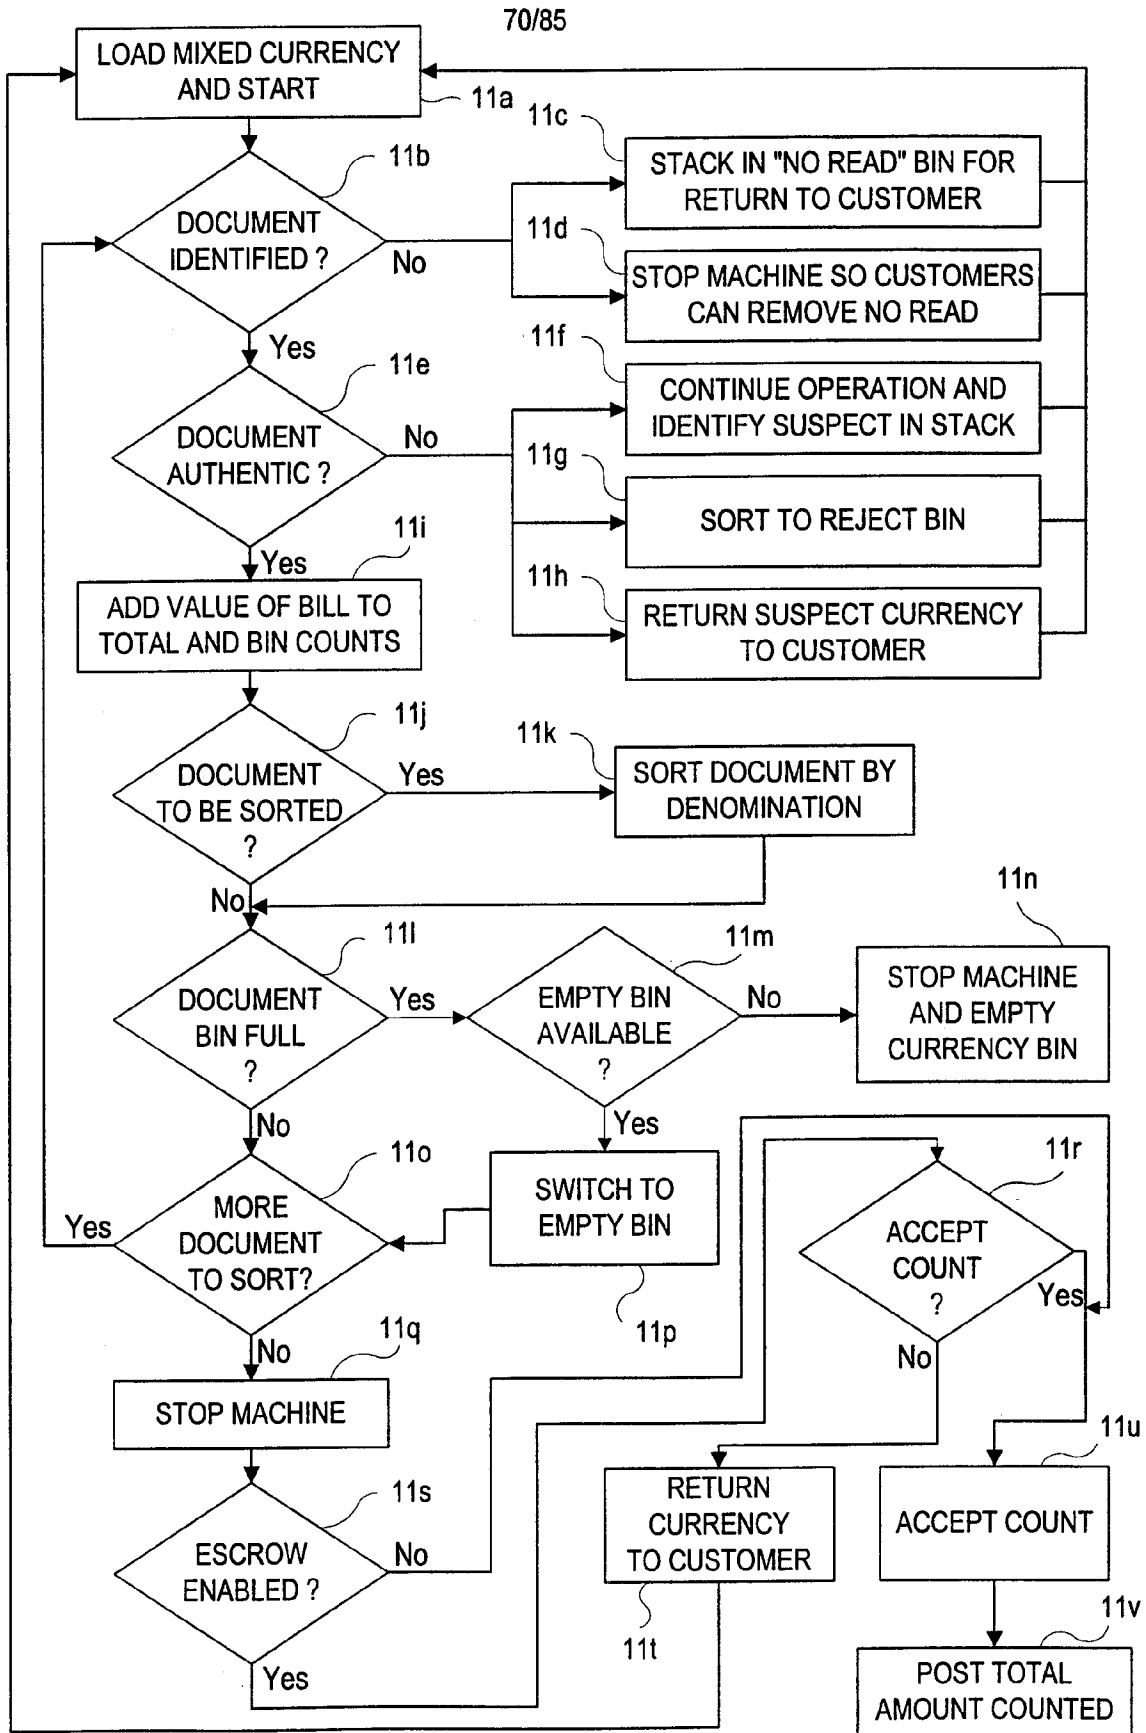 70/85
LOAD MIXED CURRENCY
AND START
11a
11b
DOCUMENT
IDENTIFIED ?
No
Yes
11c
STACK IN "NO READ" BIN FOR
RETURN TO CUSTOMER
11d
STOP MACHINE SO CUSTOMERS
CAN REMOVE NO READ
11e
DOCUMENT
AUTHENTIC ?
No
Yes
11f
CONTINUE OPERATION AND
IDENTIFY SUSPECT IN STACK
11g
SORT TO REJECT BIN
11h
RETURN SUSPECT CURRENCY
TO CUSTOMER
11i
ADD VALUE OF BILL TO
TOTAL AND BIN COUNTS
11j
DOCUMENT
TO BE SORTED
?
Yes
No
11k
SORT DOCUMENT BY
DENOMINATION
11l
DOCUMENT
BIN FULL
?
Yes
No
11m
EMPTY BIN
AVAILABLE
?
No
Yes
11n
STOP MACHINE
AND EMPTY
CURRENCY BIN
11o
MORE
DOCUMENT
TO SORT?
Yes
No
SWITCH TO
EMPTY BIN
11p
11r
ACCEPT
COUNT
?
Yes
No
11q
STOP MACHINE
11s
ESCROW
ENABLED ?
No
Yes
RETURN
CURRENCY
TO CUSTOMER
11t
11u
ACCEPT COUNT
11v
POST TOTAL
AMOUNT COUNTED